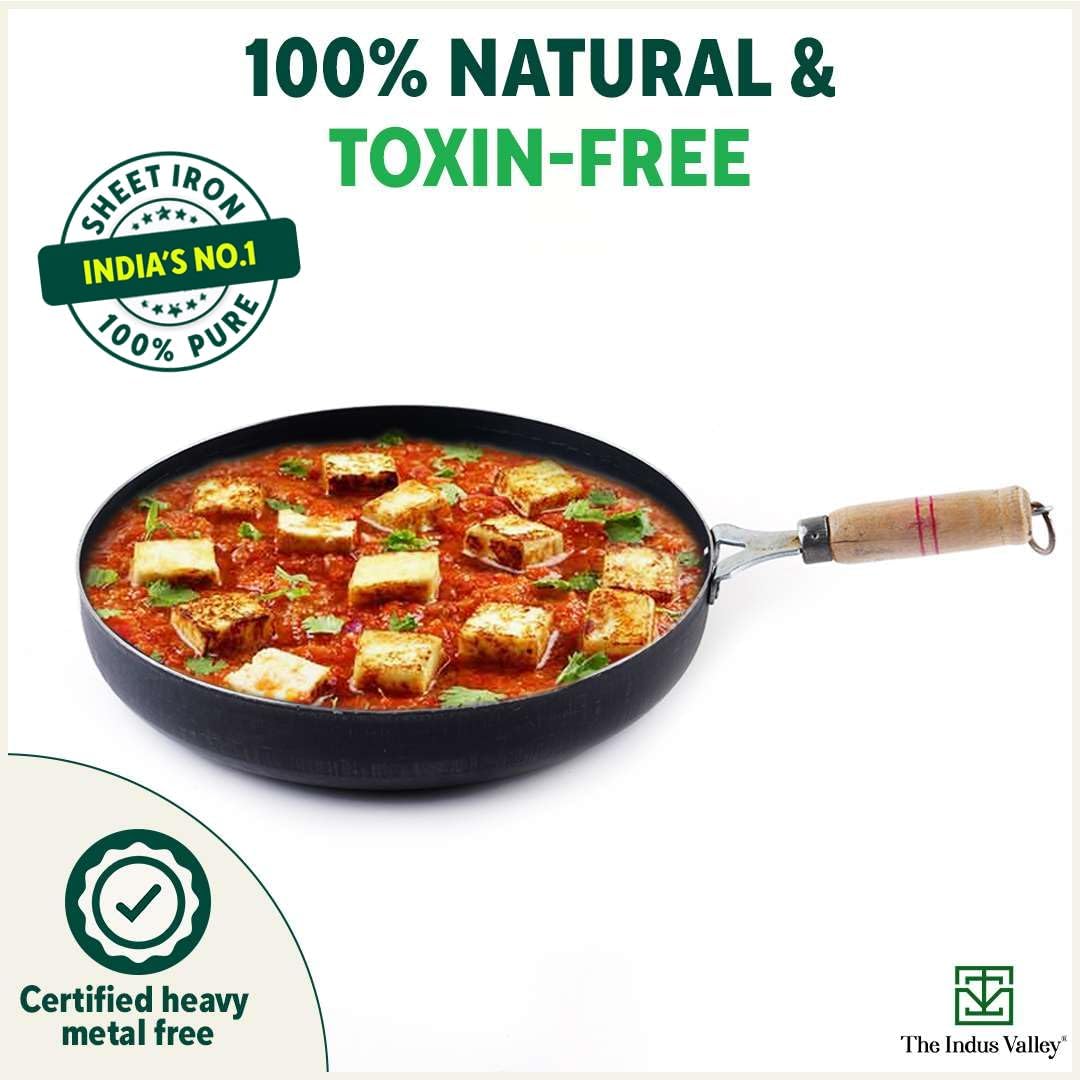 100% NATURAL &
TOXIN-FREE
SHEET IRON
INDIA'S NO.1
100% PURE
Certified heavy
metal free
The Indus Valley®